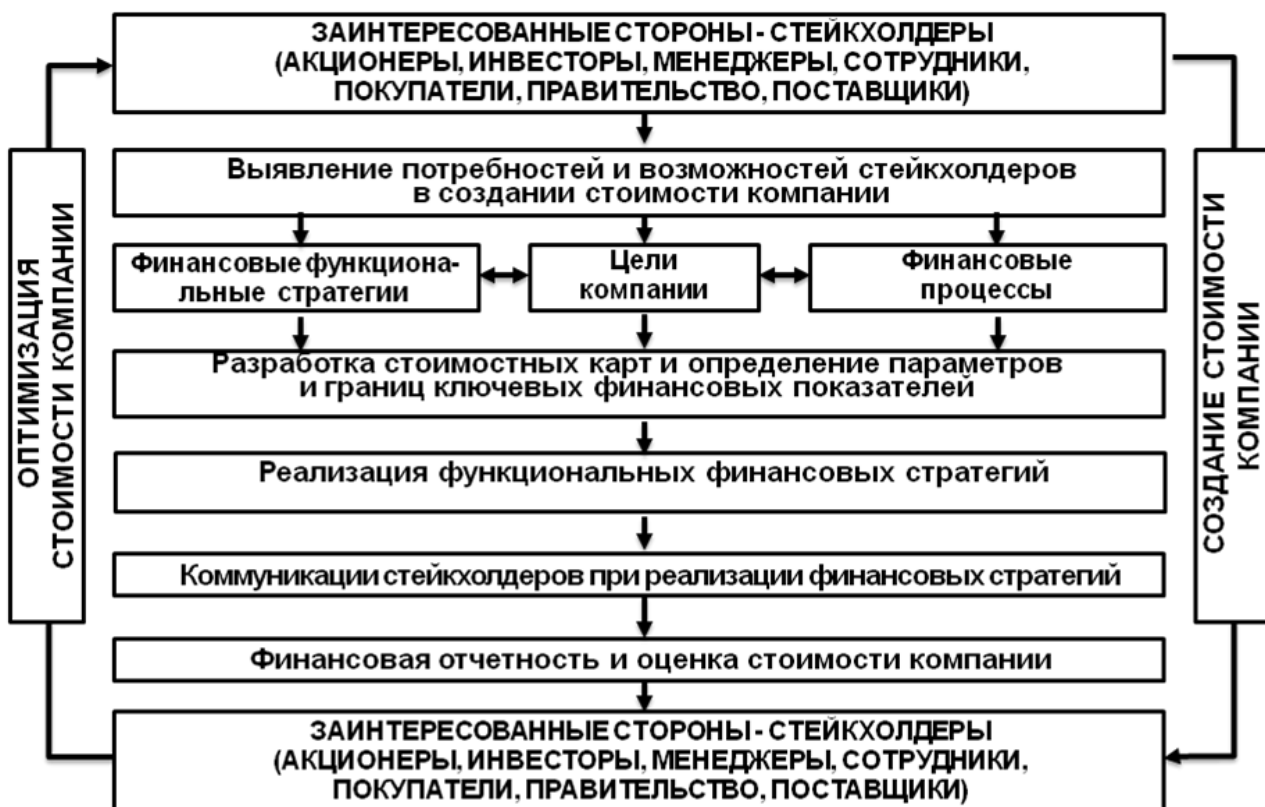 ЗАИНТЕРЕСОВАННЫЕ СТОРОНЫ - СТЕЙКХОЛДЕРЫ
(АКЦИОНЕРЫ, ИНВЕСТОРЫ, МЕНЕДЖЕРЫ, СОТРУДНИКИ,
ПОКУПАТЕЛИ, ПРАВИТЕЛЬСТВО, ПОСТАВЩИКИ)
ОПТИМИЗАЦИЯ
СТОИМОСТИ КОМПАНИИ
Выявление потребностей и возможностей стейкхолдеров
в создании стоимости компании
Финансовые функциона-
льные стратегии
Цели
компании
Финансовые
процессы
Разработка стоимостных карт и определение параметров
и границ ключевых финансовых показателей
Реализация функциональных финансовых стратегий
Коммуникации стейкхолдеров при реализации финансовых стратегий
Финансовая отчетность и оценка стоимости компании
ЗАИНТЕРЕСОВАННЫЕ СТОРОНЫ - СТЕЙКХОЛДЕРЫ
(АКЦИОНЕРЫ, ИНВЕСТОРЫ, МЕНЕДЖЕРЫ, СОТРУДНИКИ,
ПОКУПАТЕЛИ, ПРАВИТЕЛЬСТВО, ПОСТАВЩИКИ)
СОЗДАНИЕ СТОИМОСТИ
КОМПАНИИ